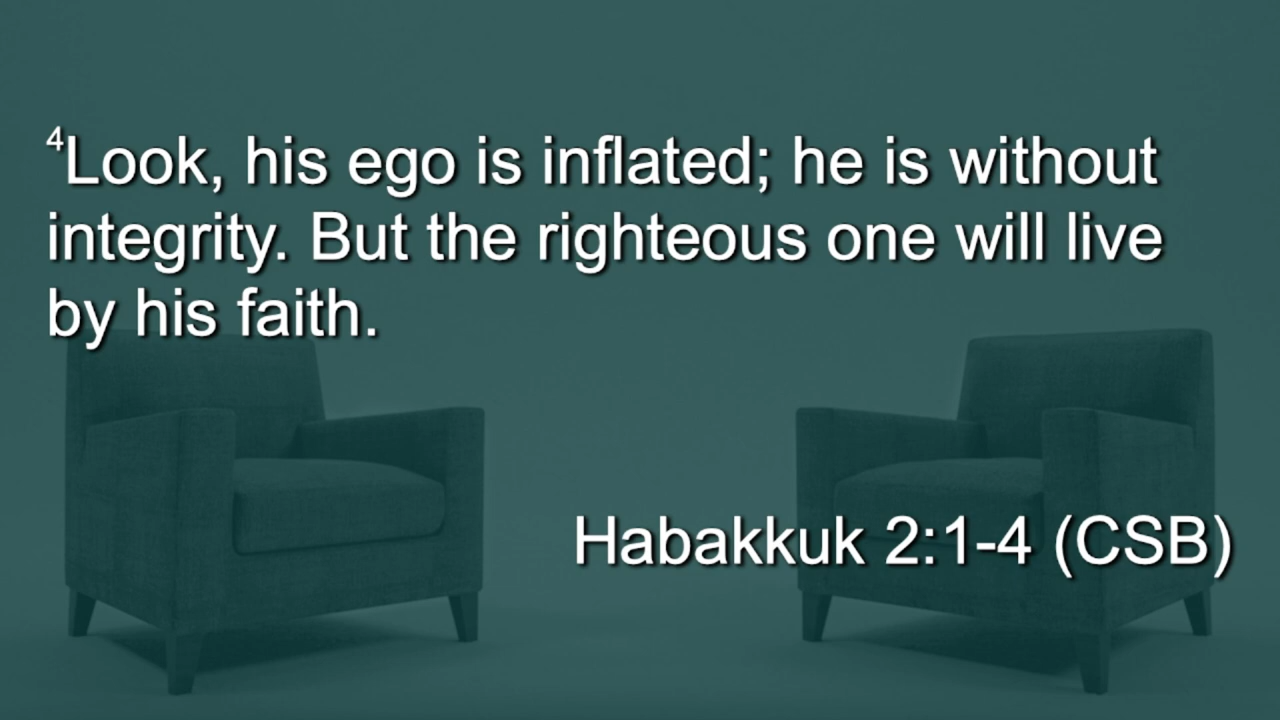 ⁴Look, his ego is inflated; he is without
integrity. But the righteous one will live
by his faith.
Habakkuk 2:1-4 (CSB)